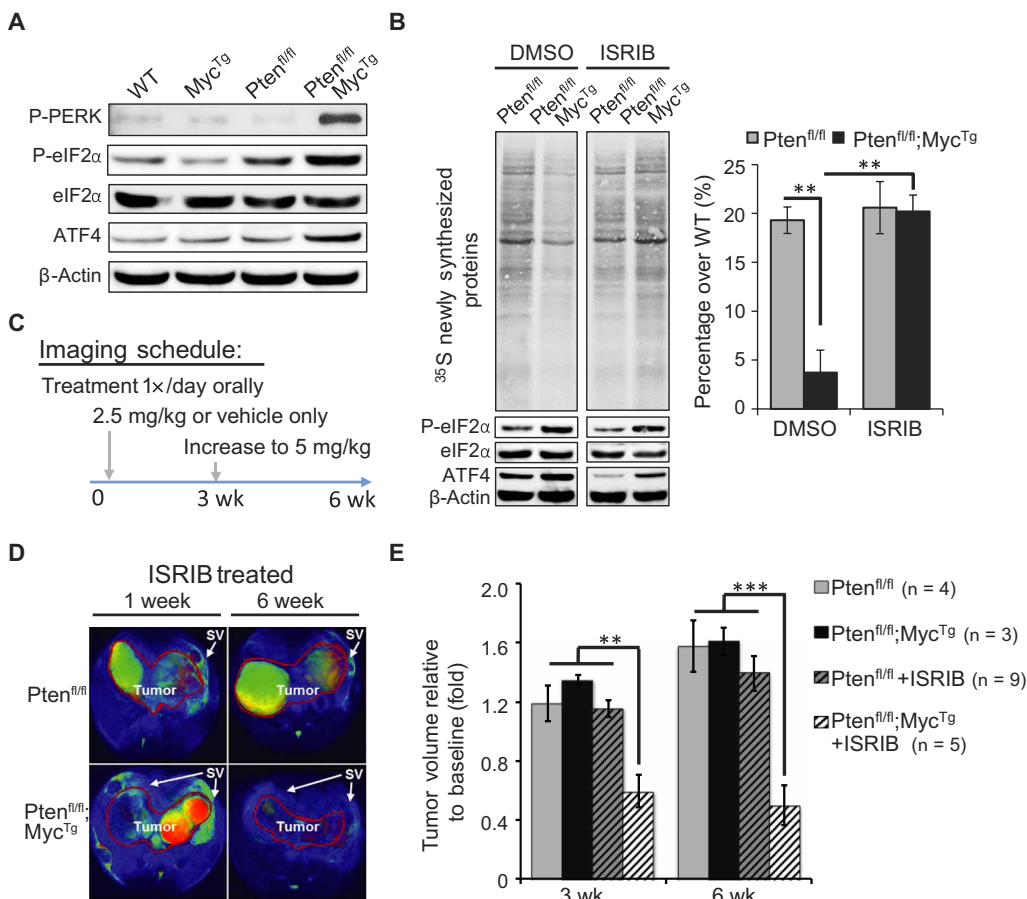 A
WT
Myc^Tg
Pten^fl/fl
Pten^fl/fl
Myc^Tg
P-PERK
P-eIF2α
eIF2α
ATF4
β-Actin
B
DMSO
ISRIB
Pten^fl/fl
Pten^fl/fl
Myc^Tg
Pten^fl/fl
Pten^fl/fl
Myc^Tg
³⁵S newly synthesized
proteins
P-eIF2α
eIF2α
ATF4
β-Actin
Pten^fl/fl
Pten^fl/fl;Myc^Tg
Percentage over WT (%)
25
20
15
10
5
0
**
**
DMSO
ISRIB
C
Imaging schedule:
Treatment 1×/day orally
2.5 mg/kg or vehicle only
Increase to 5 mg/kg
0
3 wk
6 wk
D
ISRIB treated
1 week
6 week
Pten^fl/fl
SV
Tumor
SV
Tumor
Pten^fl/fl;
Myc^Tg
SV
Tumor
SV
Tumor
E
Tumor volume relative
to baseline (fold)
2.0
1.6
1.2
0.8
0.4
0
**
***
3 wk
6 wk
Pten^fl/fl (n = 4)
Pten^fl/fl;Myc^Tg (n = 3)
Pten^fl/fl +ISRIB (n = 9)
Pten^fl/fl;Myc^Tg
+ISRIB (n = 5)